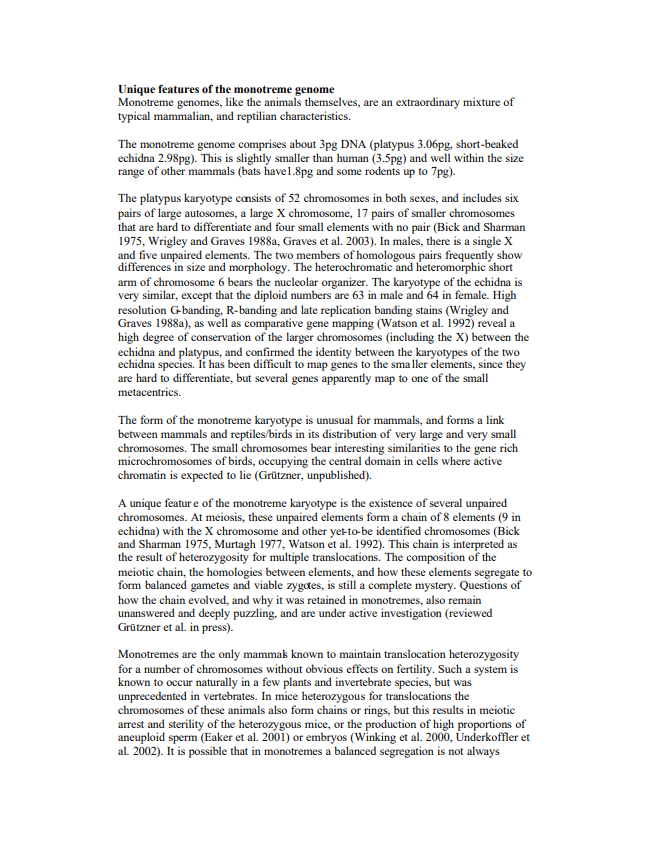 Unique features of the monotreme genome
Monotreme genomes, like the animals themselves, are an extraordinary mixture of
typical mammalian, and reptilian characteristics.
The monotreme genome comprises about 3pg DNA (platypus 3.06pg, short-beaked
echidna 2.98pg). This is slightly smaller than human (3.5pg) and well within the size
range of other mammals (bats have1.8pg and some rodents up to 7pg).
The platypus karyotype consists of 52 chromosomes in both sexes, and includes six
pairs of large autosomes, a large X chromosome, 17 pairs of smaller chromosomes
that are hard to differentiate and four small elements with no pair (Bick and Sharman
1975, Wrigley and Graves 1988a, Graves et al. 2003). In males, there is a single X
and five unpaired elements. The two members of homologous pairs frequently show
differences in size and morphology. The heterochromatic and heteromorphic short
arm of chromosome 6 bears the nucleolar organizer. The karyotype of the echidna is
very similar, except that the diploid numbers are 63 in male and 64 in female. High
resolution G-banding, R-banding and late replication banding stains (Wrigley and
Graves 1988a), as well as comparative gene mapping (Watson et al. 1992) reveal a
high degree of conservation of the larger chromosomes (including the X) between the
echidna and platypus, and confirmed the identity between the karyotypes of the two
echidna species. It has been difficult to map genes to the smaller elements, since they
are hard to differentiate, but several genes apparently map to one of the small
metacentrics.
The form of the monotreme karyotype is unusual for mammals, and forms a link
between mammals and reptiles/birds in its distribution of very large and very small
chromosomes. The small chromosomes bear interesting similarities to the gene rich
microchromosomes of birds, occupying the central domain in cells where active
chromatin is expected to lie (Grützner, unpublished).
A unique feature of the monotreme karyotype is the existence of several unpaired
chromosomes. At meiosis, these unpaired elements form a chain of 8 elements (9 in
echidna) with the X chromosome and other yet-to-be identified chromosomes (Bick
and Sharman 1975, Murtagh 1977, Watson et al. 1992). This chain is interpreted as
the result of heterozygosity for multiple translocations. The composition of the
meiotic chain, the homologies between elements, and how these elements segregate to
form balanced gametes and viable zygotes, is still a complete mystery. Questions of
how the chain evolved, and why it was retained in monotremes, also remain
unanswered and deeply puzzling, and are under active investigation (reviewed
Grützner et al. in press).
Monotremes are the only mammals known to maintain translocation heterozygosity
for a number of chromosomes without obvious effects on fertility. Such a system is
known to occur naturally in a few plants and invertebrate species, but was
unprecedented in vertebrates. In mice heterozygous for translocations the
chromosomes of these animals also form chains or rings, but this results in meiotic
arrest and sterility of the heterozygous mice, or the production of high proportions of
aneuploid sperm (Eaker et al. 2001) or embryos (Winking et al. 2000, Underkoffler et
al. 2002). It is possible that in monotremes a balanced segregation is not always